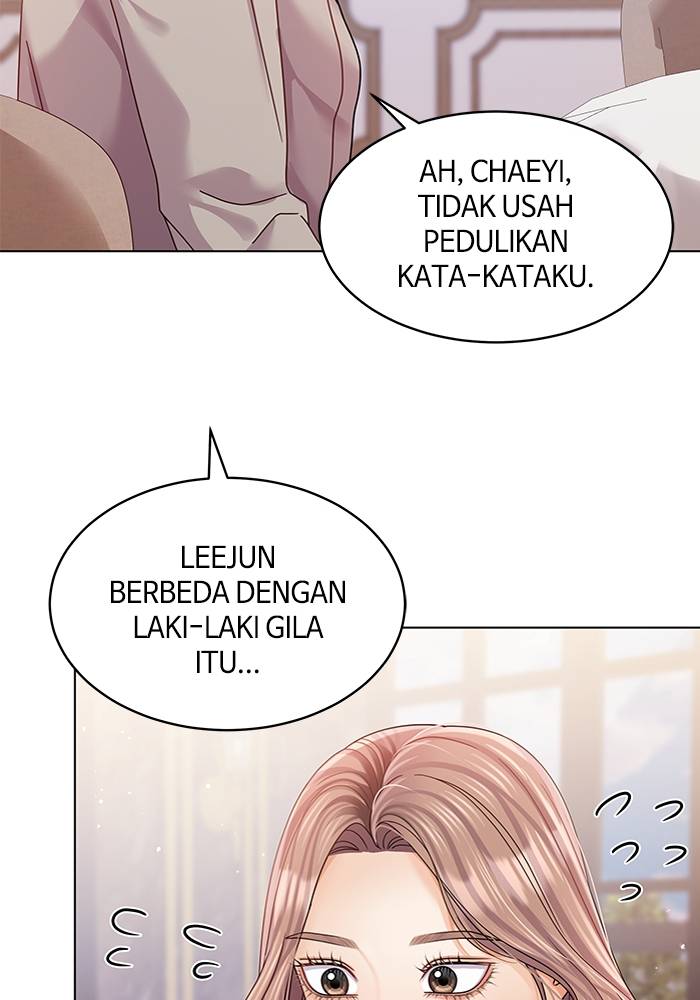 AH, CHAEYI,
TIDAK USAH
PEDULIKAN
KATA-KATAKU.
LEEJUN
BERBEDA DENGAN
LAKI-LAKI GILA
ITU...